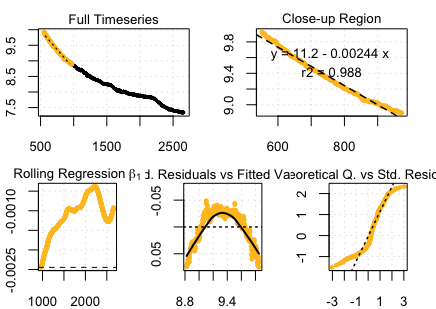 Full Timeseries
7.5 8.5 9.5
500 1500 2500
Close-up Region
9.0 9.4 9.8
y = 11.2 - 0.00244 x
r2 = 0.988
600 800
Rolling Regression β1
-0.0025 -0.0010
1000 2000
. Residuals vs Fitted Va
0.05 -0.05
8.8 9.4
oretical Q. vs Std. Resid
-1 0 1 2
-3 -1 1 3